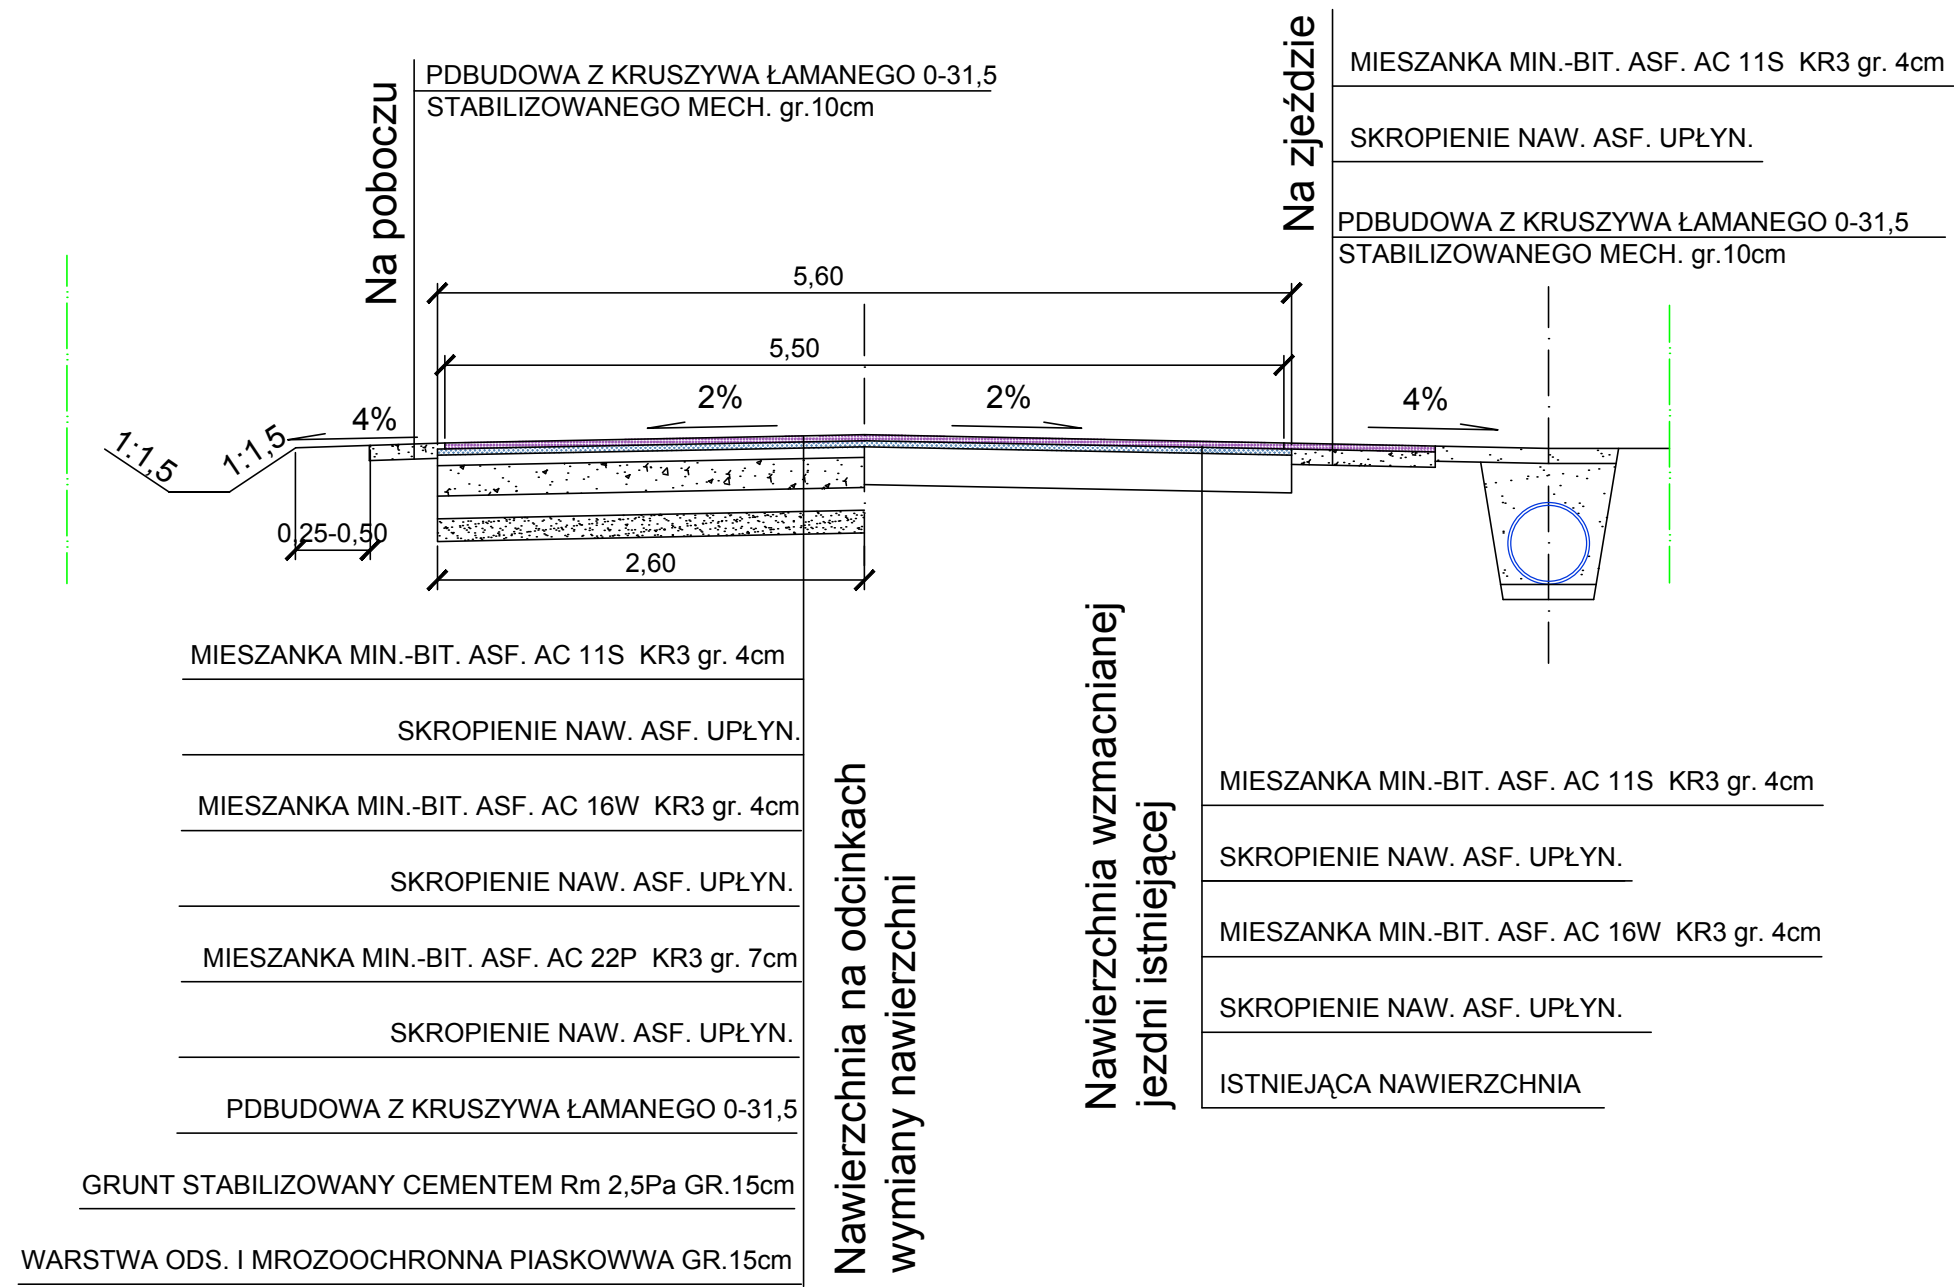 Na poboczu
PDBUDOWA Z KRUSZYWA ŁAMANEGO 0-31,5
STABILIZOWANEGO MECH. gr.10cm
Na zjeździe
MIESZANKA MIN.-BIT. ASF. AC 11S KR3 gr. 4cm
SKROPIENIE NAW. ASF. UPŁYN.
PDBUDOWA Z KRUSZYWA ŁAMANEGO 0-31,5
STABILIZOWANEGO MECH. gr.10cm
5,60
5,50
2%
2%
4%
4%
1:1,5
1:1,5
0,25-0,50
2,60
MIESZANKA MIN.-BIT. ASF. AC 11S KR3 gr. 4cm
SKROPIENIE NAW. ASF. UPŁYN.
MIESZANKA MIN.-BIT. ASF. AC 16W KR3 gr. 4cm
SKROPIENIE NAW. ASF. UPŁYN.
MIESZANKA MIN.-BIT. ASF. AC 22P KR3 gr. 7cm
SKROPIENIE NAW. ASF. UPŁYN.
PDBUDOWA Z KRUSZYWA ŁAMANEGO 0-31,5
GRUNT STABILIZOWANY CEMENTEM Rm 2,5Pa GR.15cm
WARSTWA ODS. I MROZOOCHRONNA PIASKOWWA GR.15cm
Nawierzchnia na odcinkach
wymiany nawierzchni
Nawierzchnia wzmacnianej
jezdni istniejącej
MIESZANKA MIN.-BIT. ASF. AC 11S KR3 gr. 4cm
SKROPIENIE NAW. ASF. UPŁYN.
MIESZANKA MIN.-BIT. ASF. AC 16W KR3 gr. 4cm
SKROPIENIE NAW. ASF. UPŁYN.
ISTNIEJĄCA NAWIERZCHNIA